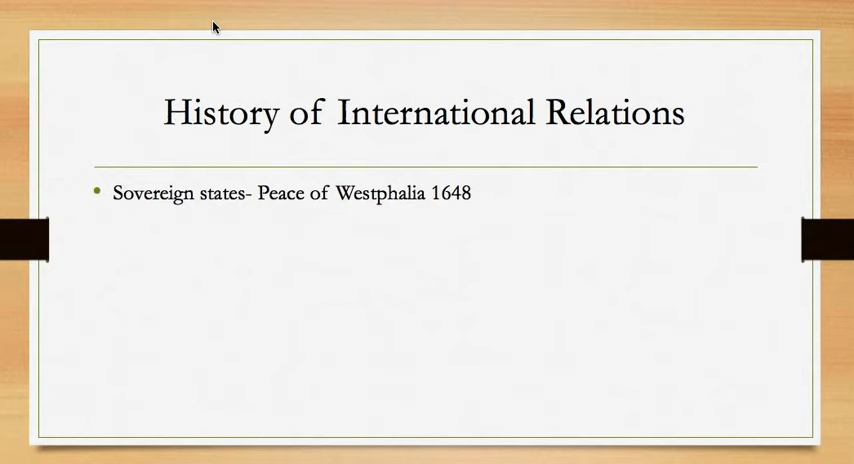 History of International Relations
Sovereign states- Peace of Westphalia 1648